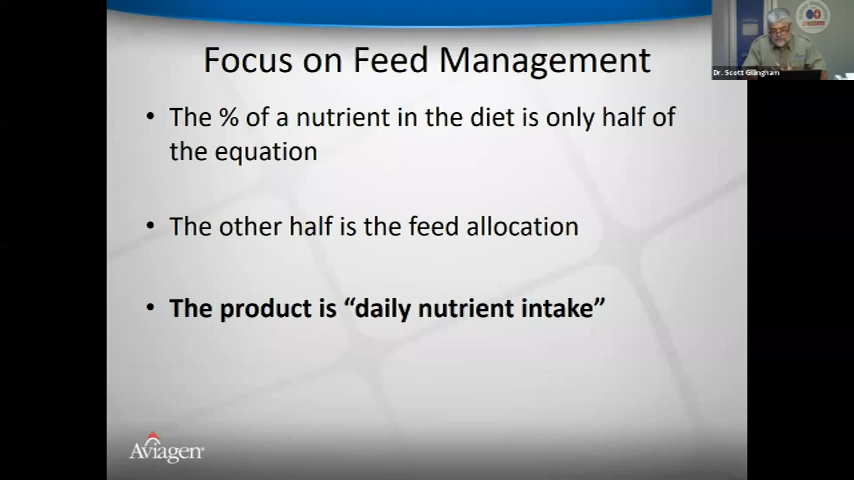 Focus on Feed Management
• The % of a nutrient in the diet is only half of
the equation
• The other half is the feed allocation
• The product is “daily nutrient intake”
Aviagen
Dr. Scott Gilingham